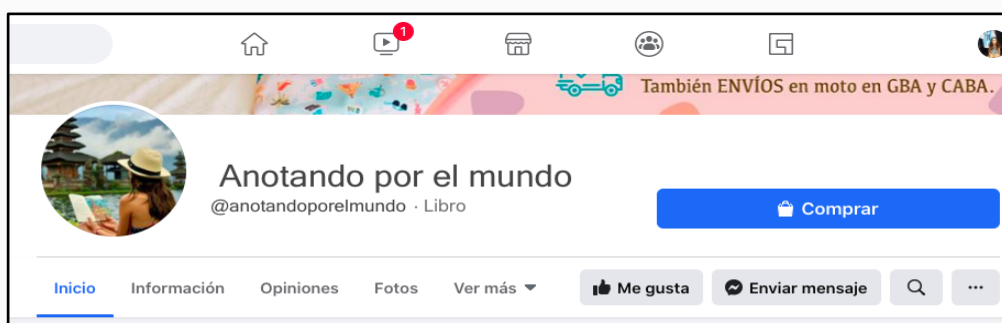 1
También ENVÍOS en moto en GBA y CABA.
Anotando por el mundo
@anotandoporelmundo · Libro
Comprar
Inicio Información Opiniones Fotos Ver más Me gusta Enviar mensaje